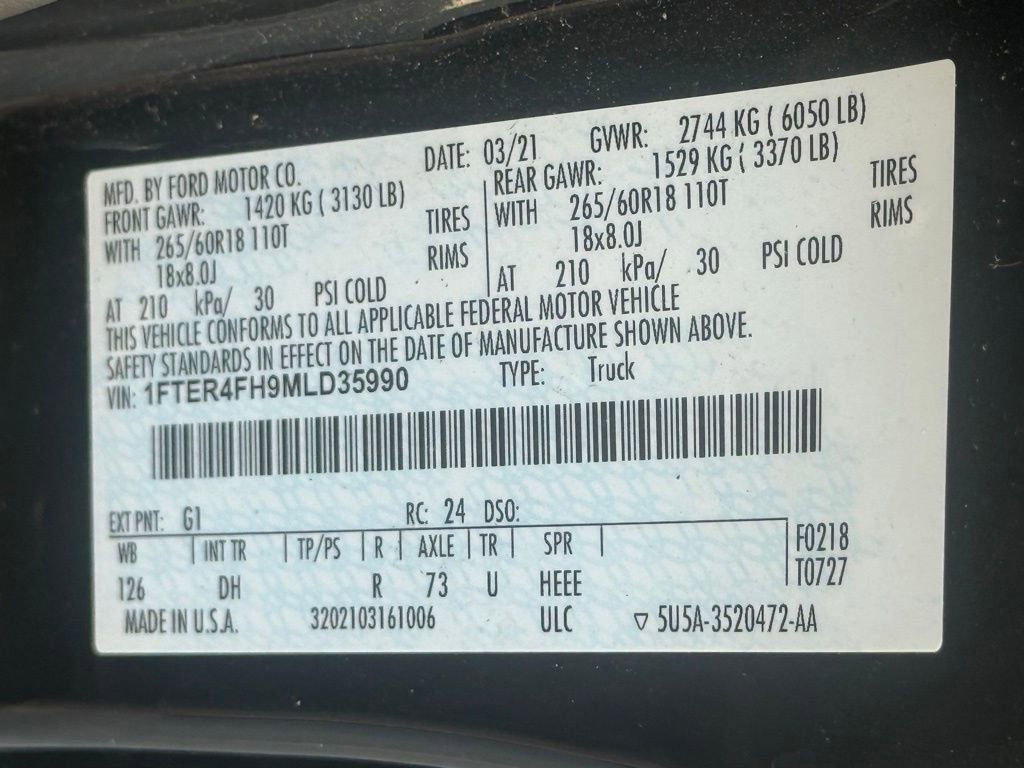 MFD. BY FORD MOTOR CO. DATE: 03/21 GVWR: 2744 KG ( 6050 LB)
FRONT GAWR: 1420 KG ( 3130 LB)
WITH 265/60R18 110T TIRES
18x8.0J RIMS
AT 210 kPa/ 30 PSI COLD
REAR GAWR: 1529 KG ( 3370 LB)
WITH 265/60R18 110T TIRES
18x8.0J RIMS
AT 210 kPa/ 30 PSI COLD
THIS VEHICLE CONFORMS TO ALL APPLICABLE FEDERAL MOTOR VEHICLE
SAFETY STANDARDS IN EFFECT ON THE DATE OF MANUFACTURE SHOWN ABOVE.
VIN: 1FTER4FH9MLD35990 TYPE: Truck
EXT PNT: G1 RC: 24 DSO:
WB | INT TR | TP/PS | R | AXLE | TR | SPR | F0218
126 DH R 73 U HEEE T0727
MADE IN U.S.A. 3202103161006 ULC ▽ 5U5A-3520472-AA